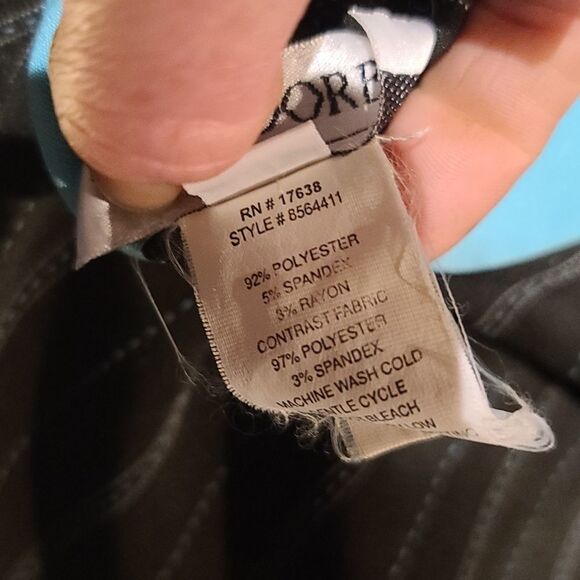 ORB
RN # 17638
STYLE # 8564411
92% POLYESTER
5% SPANDEX
3% RAYON
CONTRAST FABRIC
97% POLYESTER
3% SPANDEX
MACHINE WASH COLD
GENTLE CYCLE
BLEACH